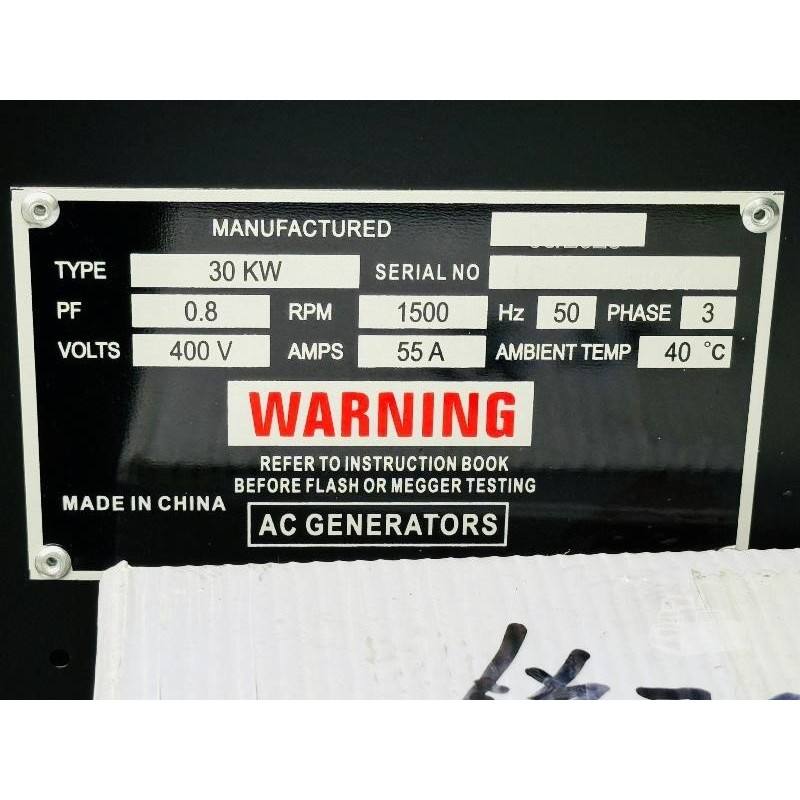 MANUFACTURED
TYPE 30 KW SERIAL NO
PF 0.8 RPM 1500 Hz 50 PHASE 3
VOLTS 400 V AMPS 55 A AMBIENT TEMP 40 °C
WARNING
REFER TO INSTRUCTION BOOK
BEFORE FLASH OR MEGGER TESTING
MADE IN CHINA
AC GENERATORS